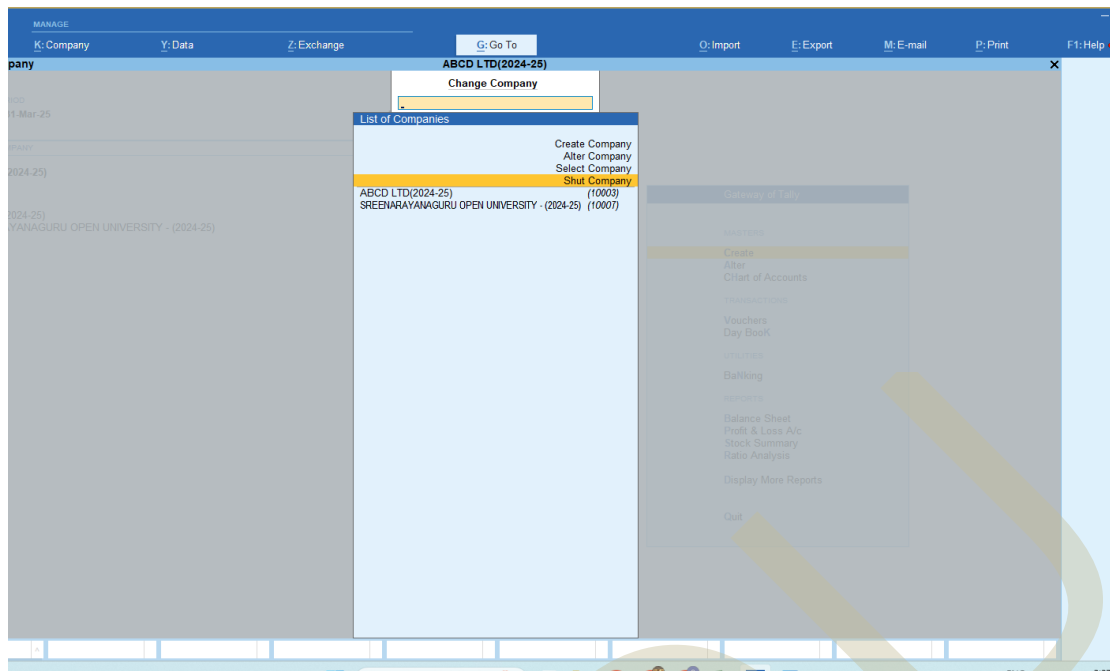 MANAGE
K: Company Y: Data Z: Exchange G: Go To O: Import E: Export M: E-mail P: Print F1: Help
pany ABCD LTD(2024-25)
Change Company
1-Mar-25
List of Companies
Create Company
Alter Company
2024-25)
Select Company
Shut Company
ABCD LTD(2024-25) (10003)
Gateway of Tally
SREENARAYANAGURU OPEN UNIVERSITY - (2024-25) (10007)
2024-25)
YANAGURU OPEN UNIVERSITY - (2024-25)
MASTERS
Create
Alter
CHart of Accounts
TRANSACTIONS
Vouchers
Day BooK
UTILITIES
BaNking
REPORTS
Balance Sheet
Profit & Loss A/c
Stock Summary
Ratio Analysis
Display More Reports
Quit